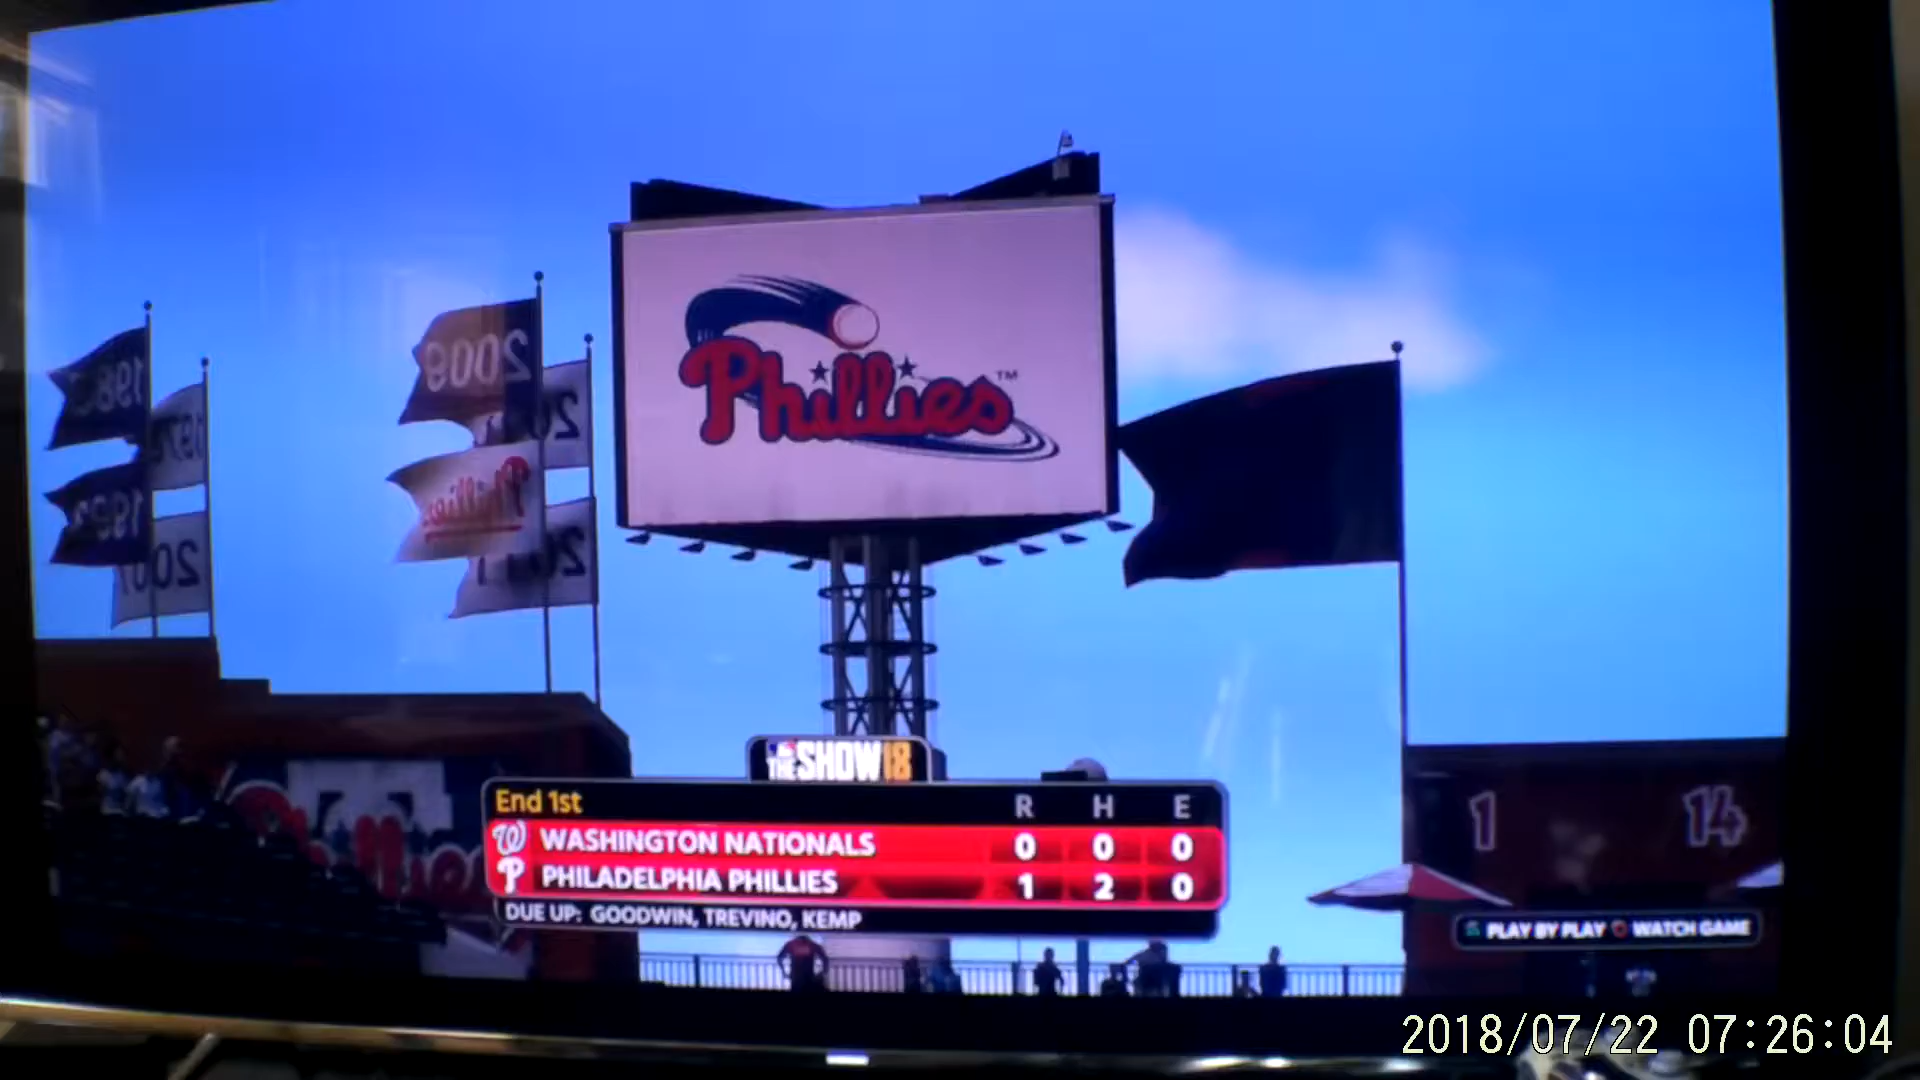 2009
Phillies
Phillies
THE SHOW 18
End 1st R H E
W WASHINGTON NATIONALS 0 0 0
P PHILADELPHIA PHILLIES 1 2 0
DUE UP: GOODWIN, TREVINO, KEMP
1 14
PLAY BY PLAY WATCH GAME
2018/07/22 07:26:04